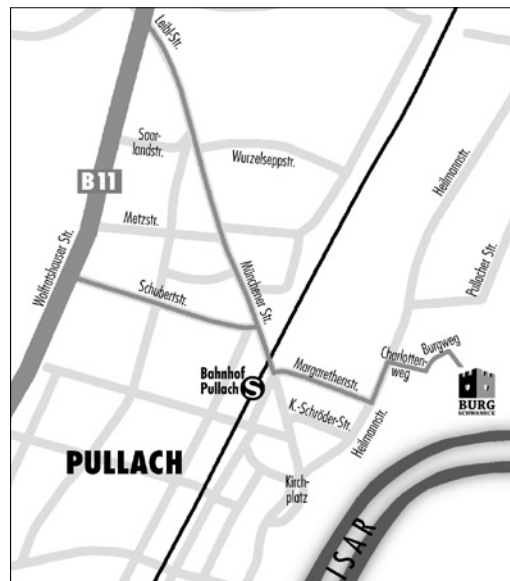 Leibl-Str.
Saar-
landstr.
Wurzelseppstr.
Heilmannstr.
B11
Metzstr.
Wolfratshauser Str.
Schubertstr.
Münchener Str.
Pullacher Str.
Bahnhof
Pullach
S
Margarethenstr.
Charlotten-
weg
Burgweg
BURG
SCHWANECK
K.-Schröder-Str.
Heilmannstr.
PULLACH
Kirch-
platz
ISAR